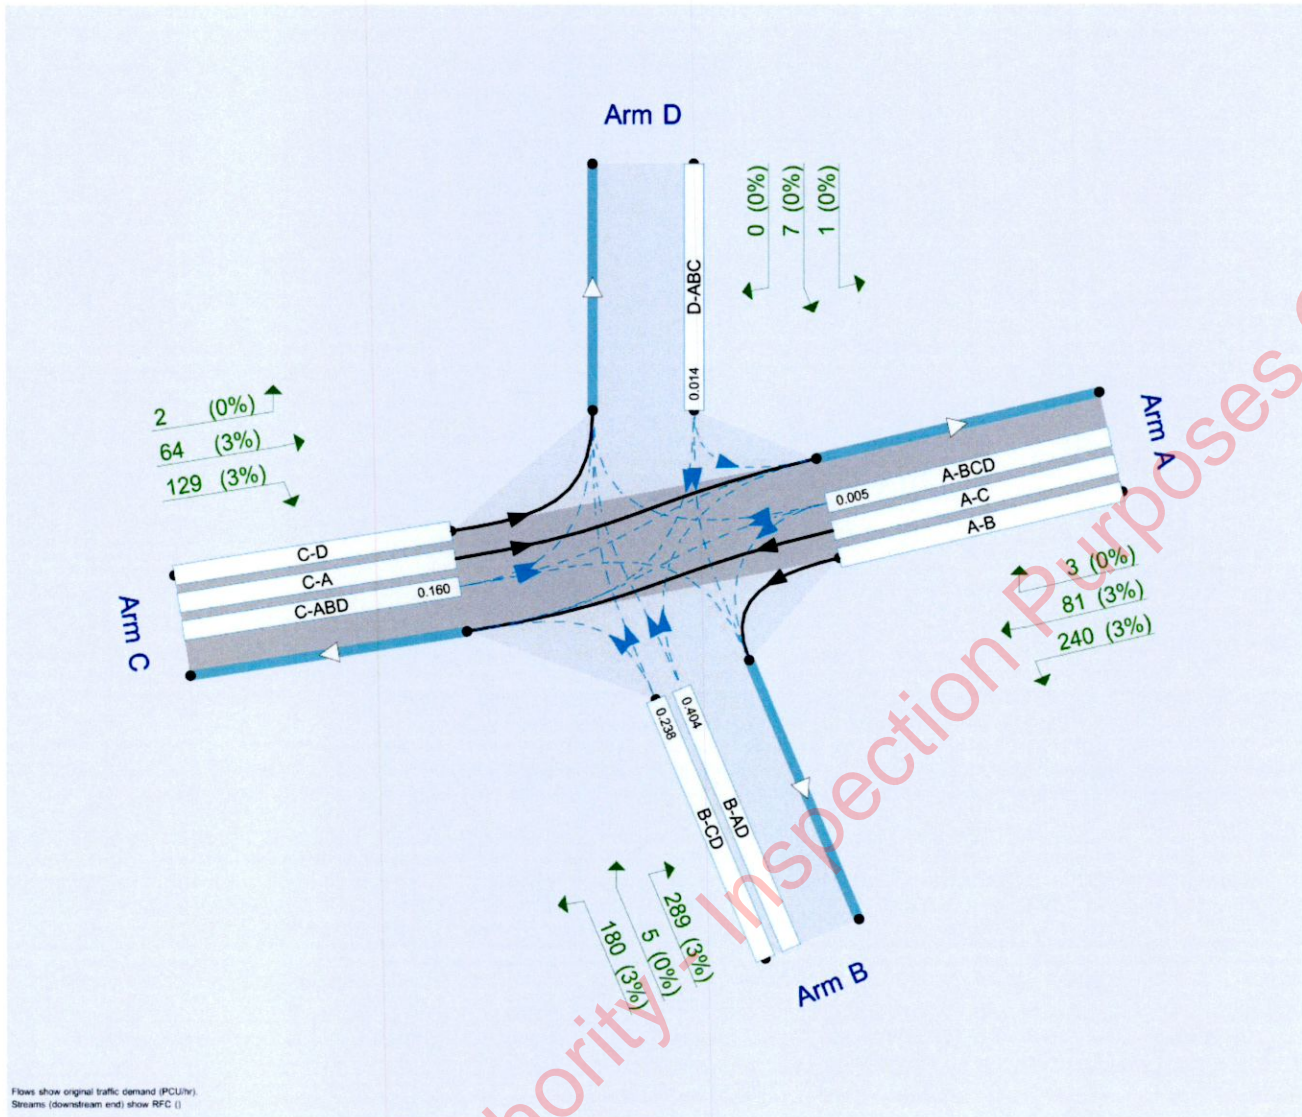 Arm D
0 (0%)
7 (0%)
1 (0%)
D-ABC
0.014
Arm A
2 (0%)
64 (3%)
129 (3%)
A-BCD
0.005
A-C
A-B
C-D
C-A
C-ABD
0.160
Arm C
3 (0%)
81 (3%)
240 (3%)
0.238
0.404
B-CD
B-AD
180 (3%)
5 (0%)
289 (3%)
Arm B
hority - Inspection Purposes
Flows show original traffic demand (PCU/hr).
Streams (downstream end) show RFC ()